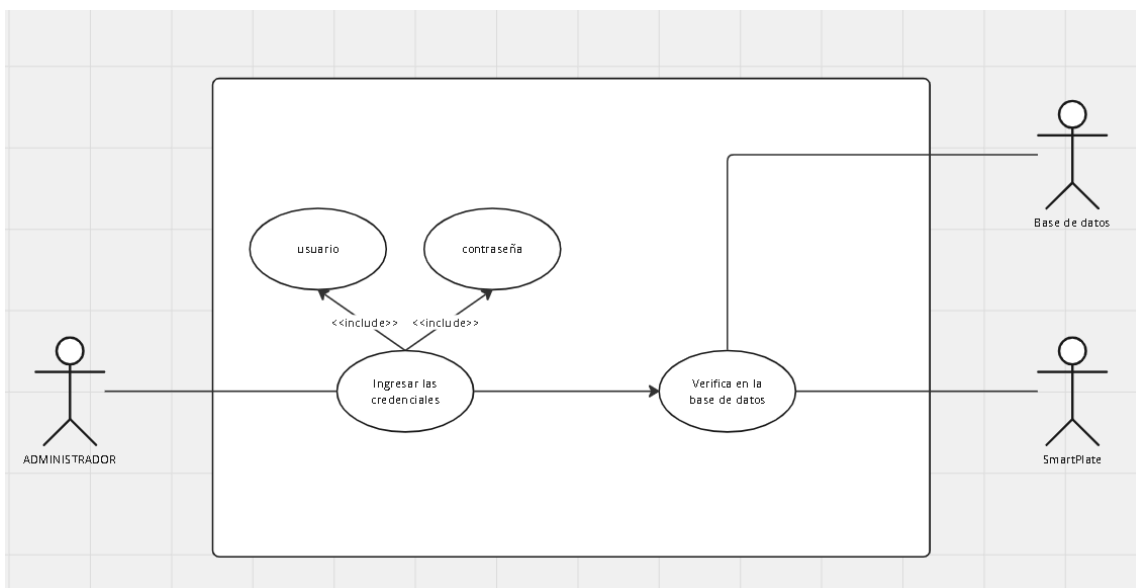 Base de datos
usuario
contraseña
<<include>> <<include>>
Ingresar las
credenciales
Verifica en la
base de datos
ADMINISTRADOR
SmartPlate